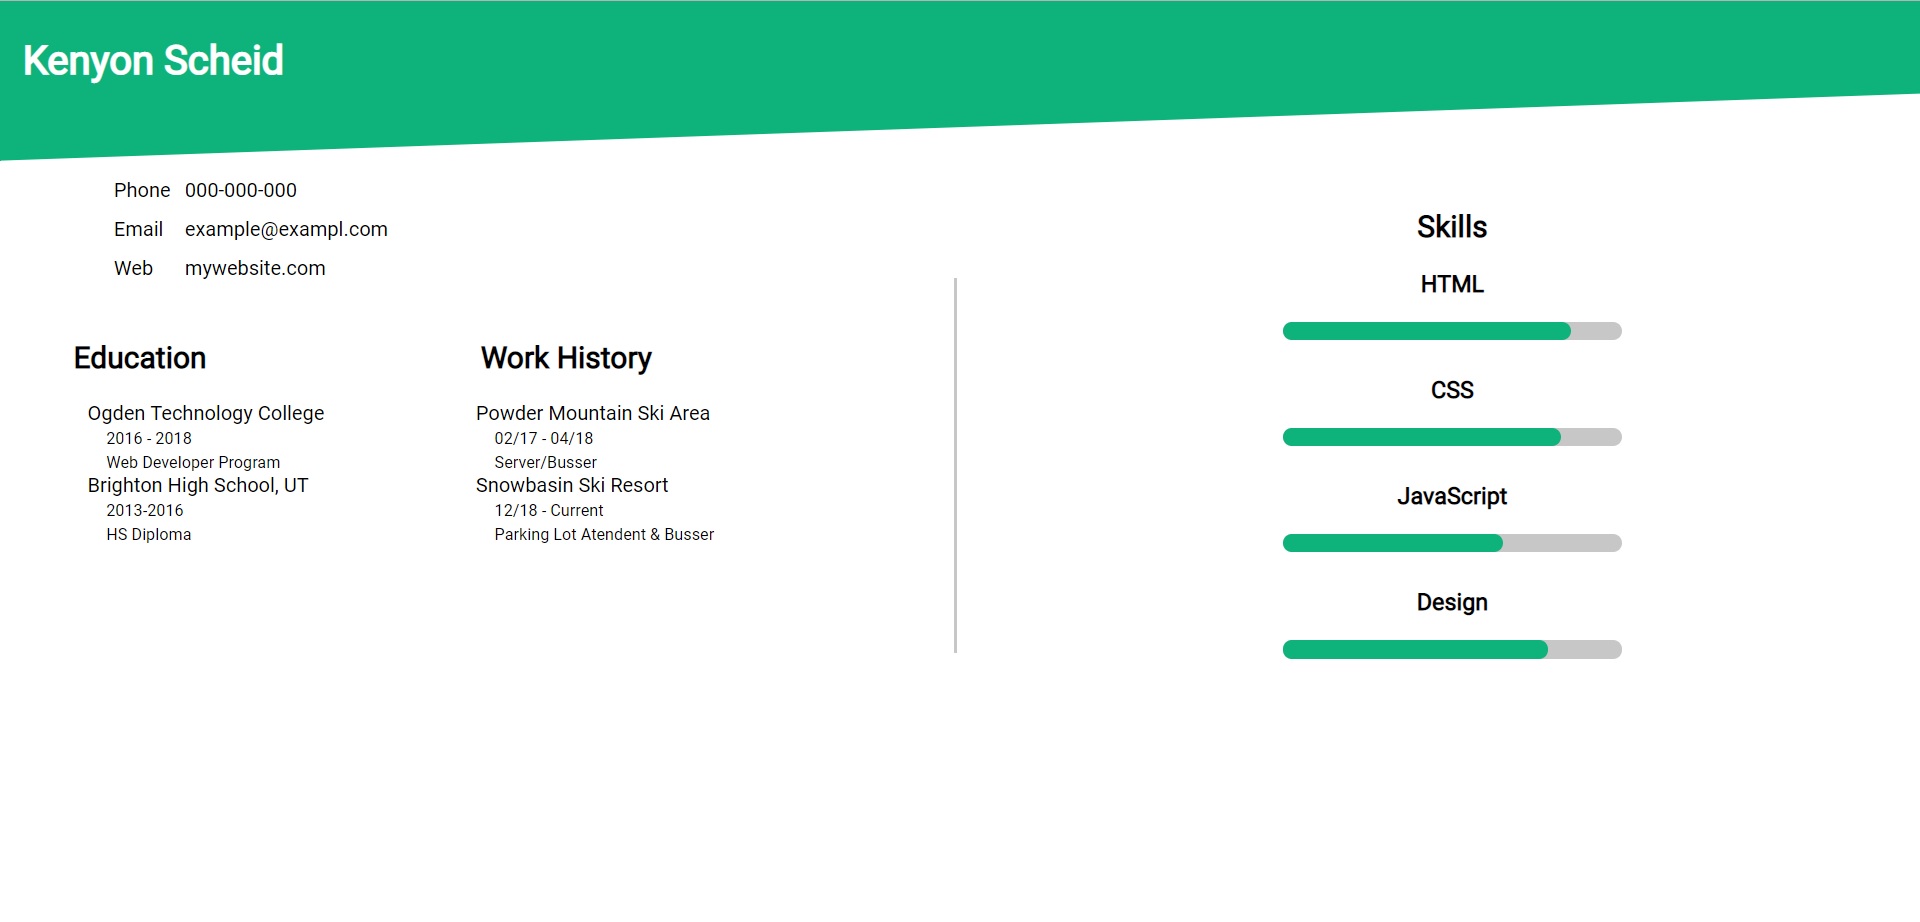 Kenyon Scheid
Phone 000-000-000
Email example@exampl.com
Web mywebsite.com
Education
Ogden Technology College
2016 - 2018
Web Developer Program
Brighton High School, UT
2013-2016
HS Diploma
Work History
Powder Mountain Ski Area
02/17 - 04/18
Server/Busser
Snowbasin Ski Resort
12/18 - Current
Parking Lot Atendent & Busser
Skills
HTML
CSS
JavaScript
Design